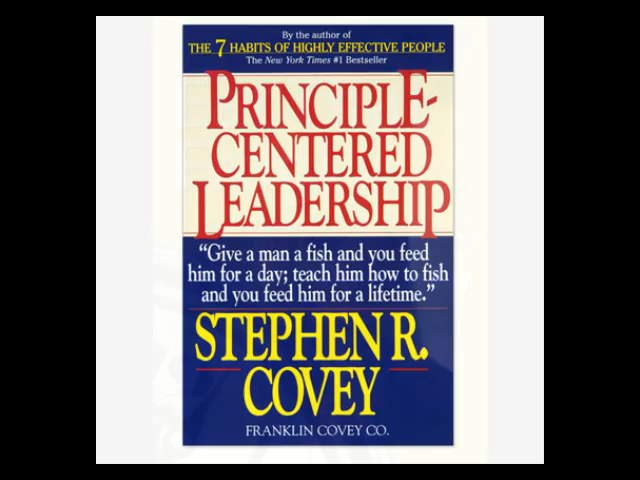 By the author of
THE 7 HABITS OF HIGHLY EFFECTIVE PEOPLE
The New York Times #1 Bestseller
PRINCIPLE-
CENTERED
LEADERSHIP
“Give a man a fish and you feed
him for a day; teach him how to fish
and you feed him for a lifetime.”
STEPHEN R.
COVEY
FRANKLIN COVEY CO.